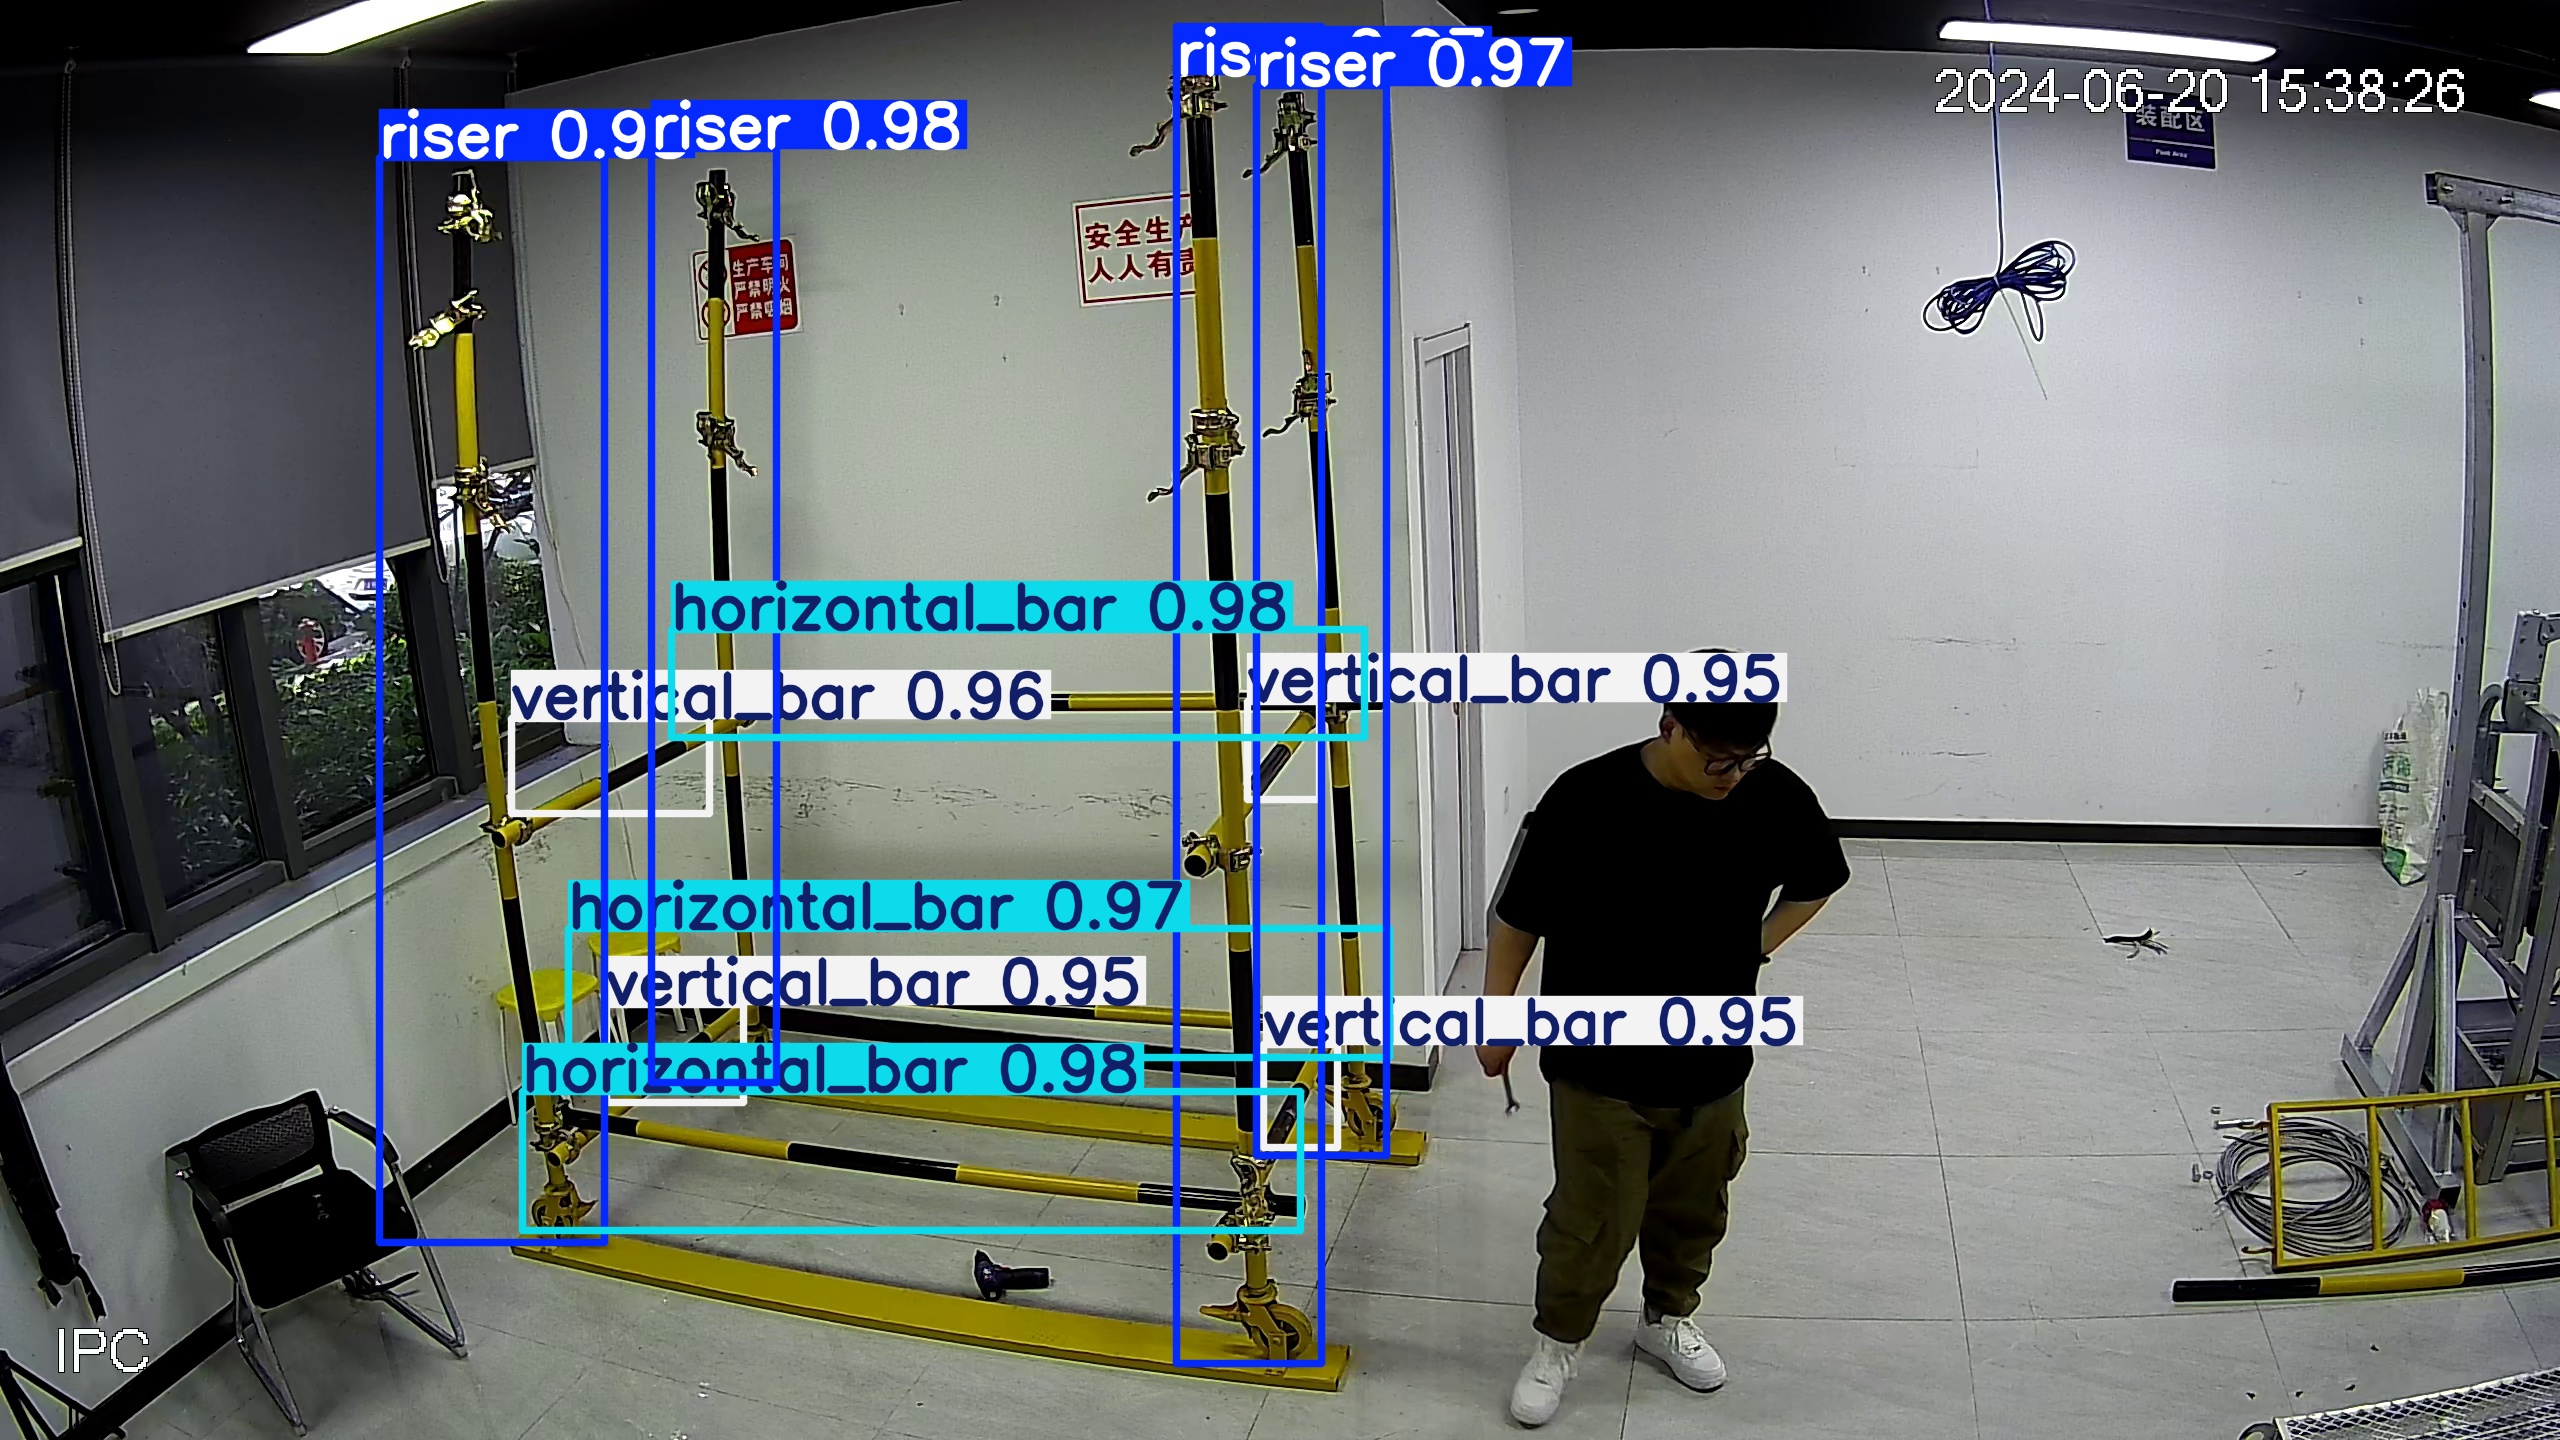 2024-06-20 15:38:26
装配区
riser 0.97
riser 0.98
安全生产
人人有责
生产车间
严禁明火
严禁吸烟
horizontal_bar 0.98
vertical_bar 0.96
vertical_bar 0.95
horizontal_bar 0.97
vertical_bar 0.95
vertical_bar 0.95
horizontal_bar 0.98
IPC